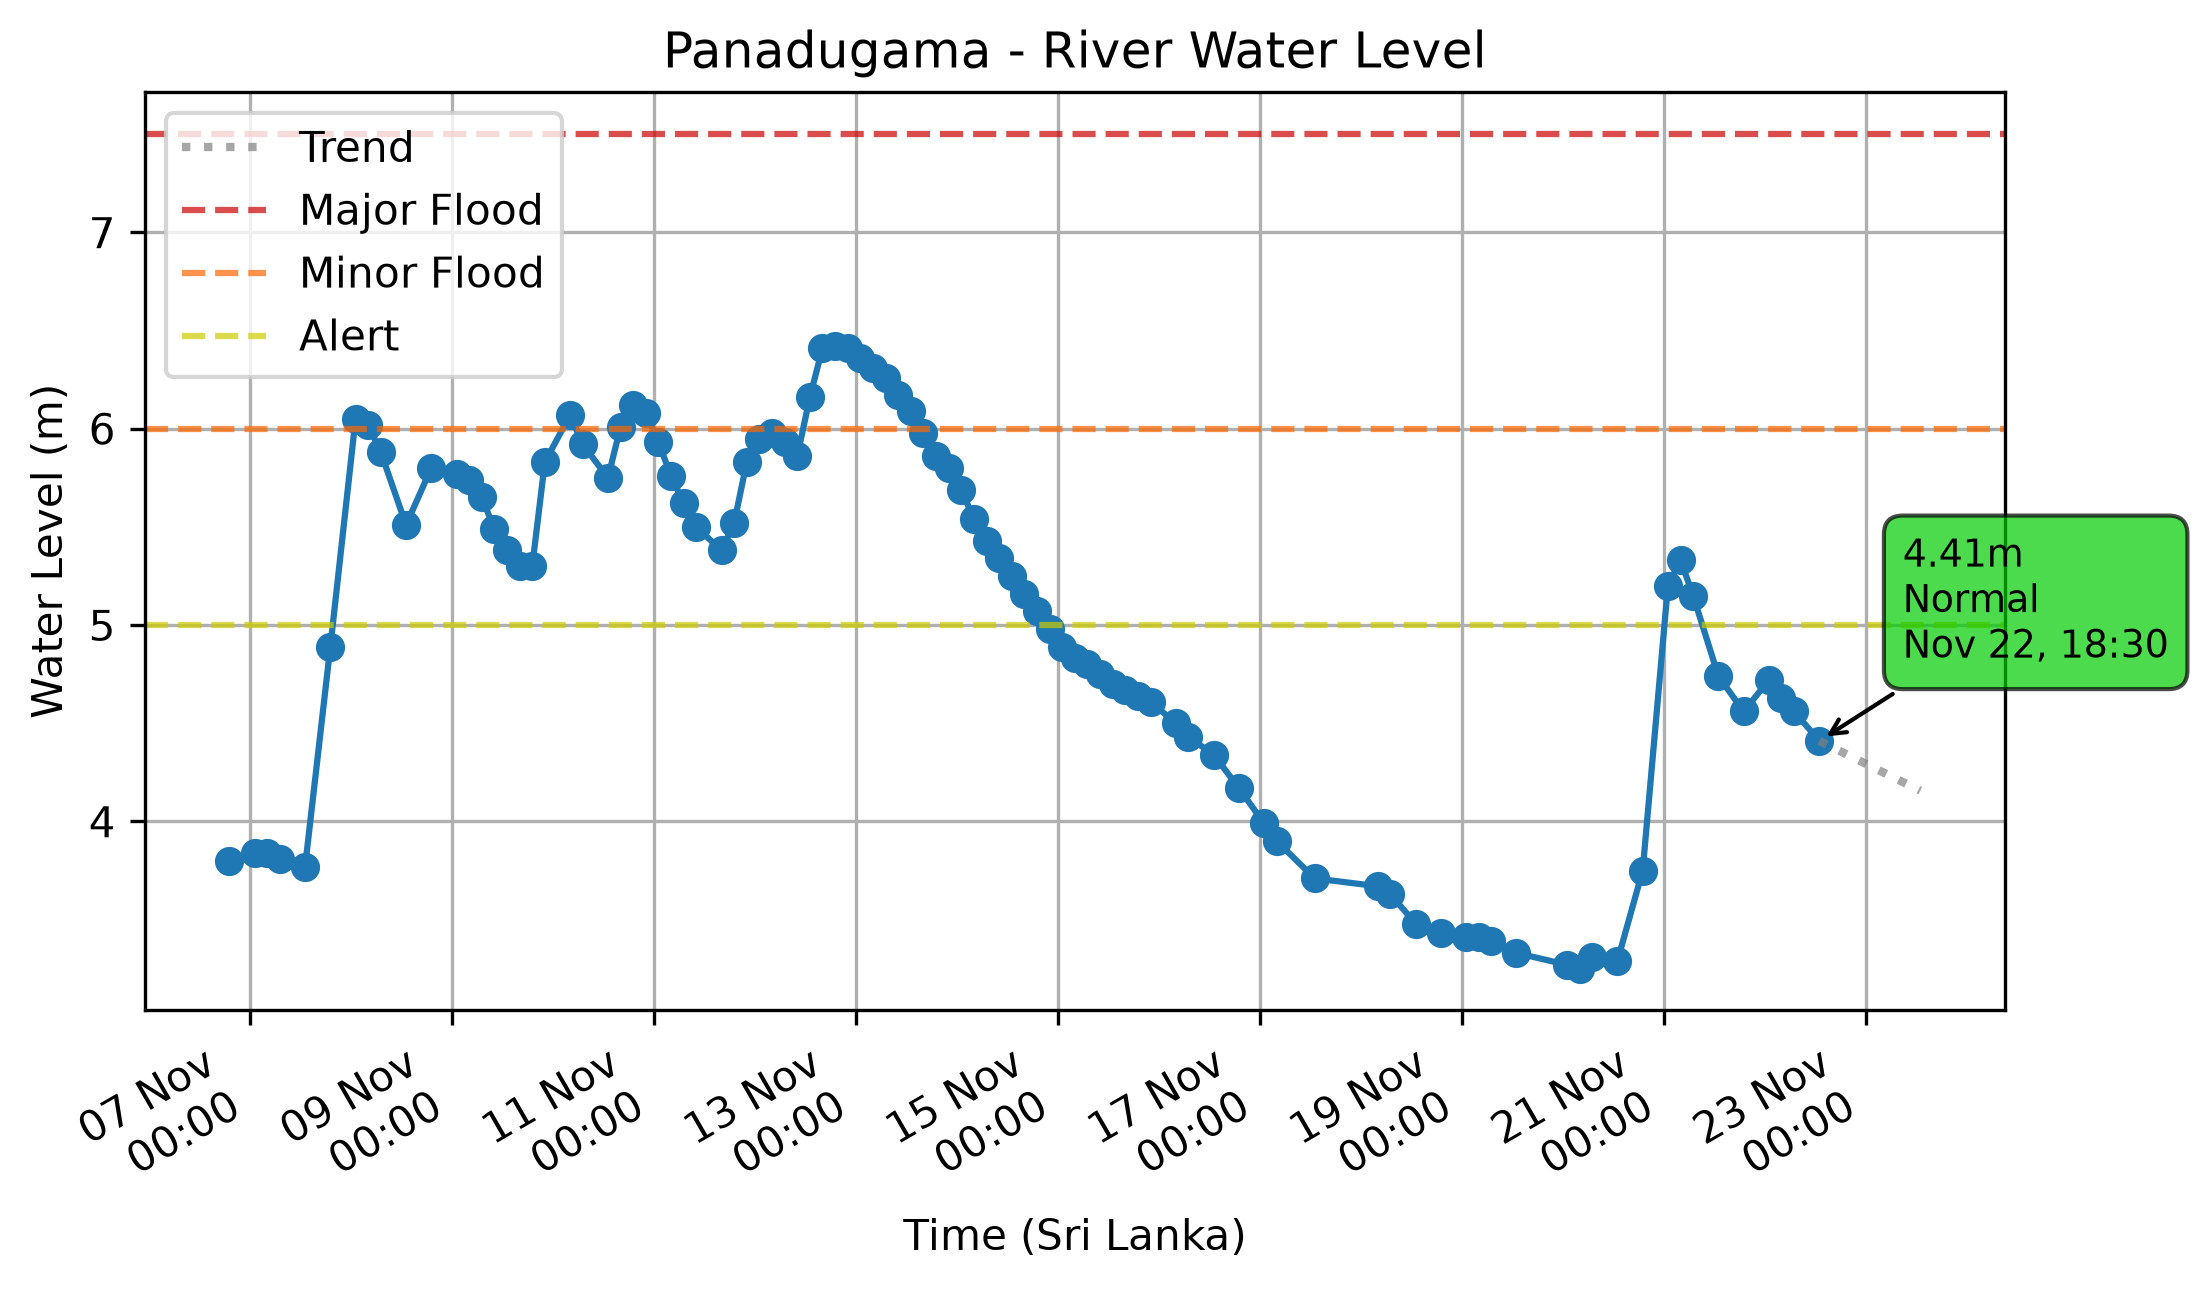 Panadugama - River Water Level
Trend
Major Flood
Minor Flood
Alert
Water Level (m)
7
6
5
4
4.41m
Normal
Nov 22, 18:30
07 Nov
00:00
09 Nov
00:00
11 Nov
00:00
13 Nov
00:00
15 Nov
00:00
17 Nov
00:00
19 Nov
00:00
21 Nov
00:00
23 Nov
00:00
Time (Sri Lanka)